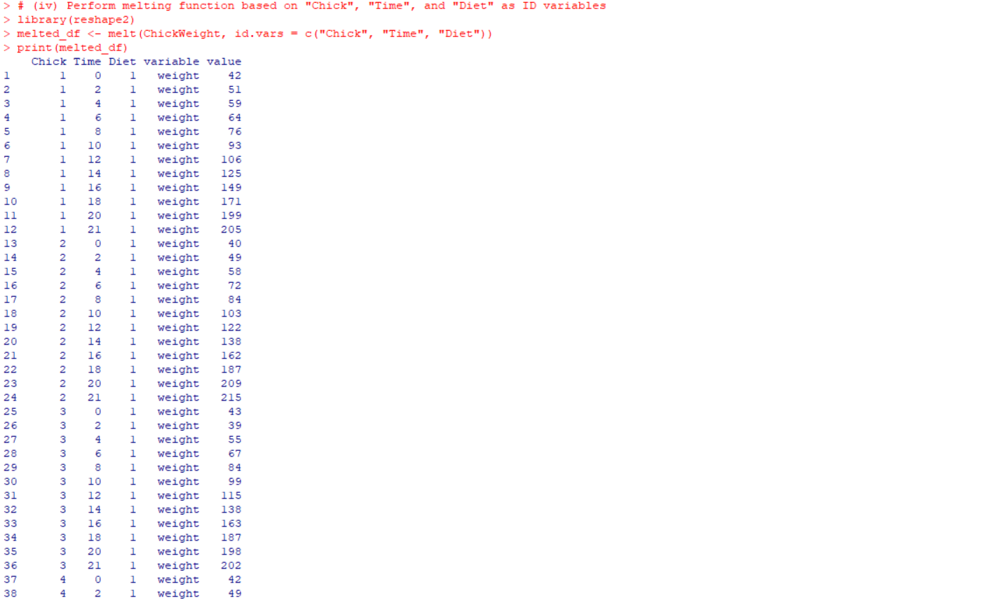 > # (iv) Perform melting function based on "Chick", "Time", and "Diet" as ID variables
> library(reshape2)
> melted_df <- melt(ChickWeight, id.vars = c("Chick", "Time", "Diet"))
> print(melted_df)
Chick Time Diet variable value
1 1 0 1 weight 42
2 1 2 1 weight 51
3 1 4 1 weight 59
4 1 6 1 weight 64
5 1 8 1 weight 76
6 1 10 1 weight 93
7 1 12 1 weight 106
8 1 14 1 weight 125
9 1 16 1 weight 149
10 1 18 1 weight 171
11 1 20 1 weight 199
12 1 21 1 weight 205
13 2 0 1 weight 40
14 2 2 1 weight 49
15 2 4 1 weight 58
16 2 6 1 weight 72
17 2 8 1 weight 84
18 2 10 1 weight 103
19 2 12 1 weight 122
20 2 14 1 weight 138
21 2 16 1 weight 162
22 2 18 1 weight 187
23 2 20 1 weight 209
24 2 21 1 weight 215
25 3 0 1 weight 43
26 3 2 1 weight 39
27 3 4 1 weight 55
28 3 6 1 weight 67
29 3 8 1 weight 84
30 3 10 1 weight 99
31 3 12 1 weight 115
32 3 14 1 weight 138
33 3 16 1 weight 163
34 3 18 1 weight 187
35 3 20 1 weight 198
36 3 21 1 weight 202
37 4 0 1 weight 42
38 4 2 1 weight 49